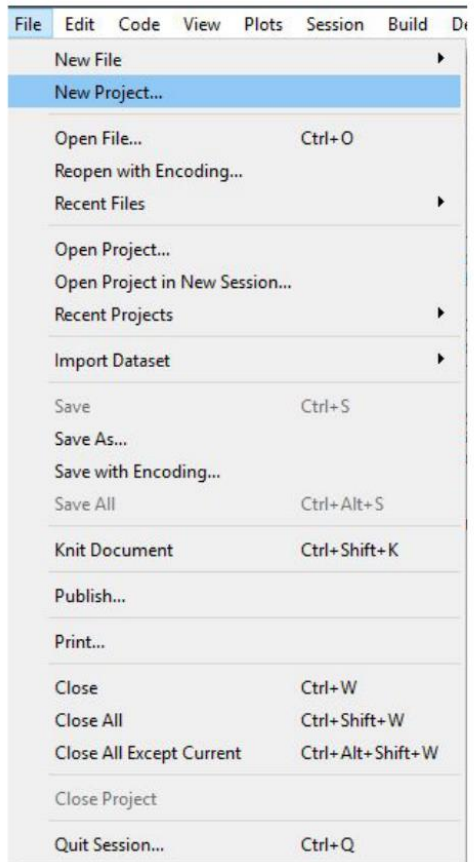 File Edit Code View Plots Session Build De
New File
New Project...
Open File... Ctrl+O
Reopen with Encoding...
Recent Files
Open Project...
Open Project in New Session...
Recent Projects
Import Dataset
Save Ctrl+S
Save As...
Save with Encoding...
Save All Ctrl+Alt+S
Knit Document Ctrl+Shift+K
Publish...
Print...
Close Ctrl+W
Close All Ctrl+Shift+W
Close All Except Current Ctrl+Alt+Shift+W
Close Project
Quit Session... Ctrl+Q